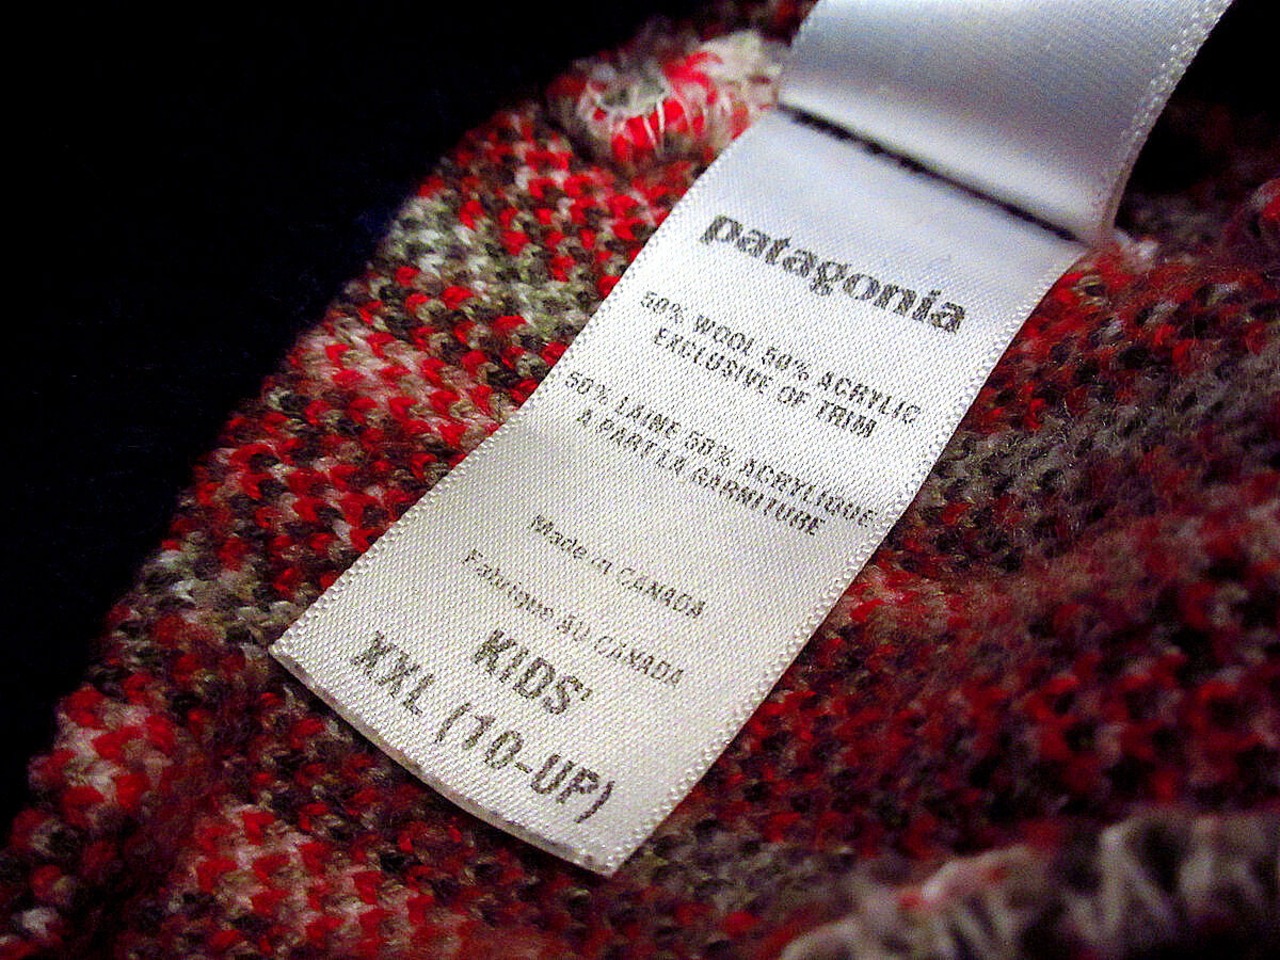 patagonia
50% WOOL 50% ACRYLIC
EXCLUSIVE OF TRIM
50% LAINE 50% ACRYLIQUE
A PART LA GARNITURE
Made in CANADA
Fabrique au CANADA
KIDS'
XXL (10-UP)